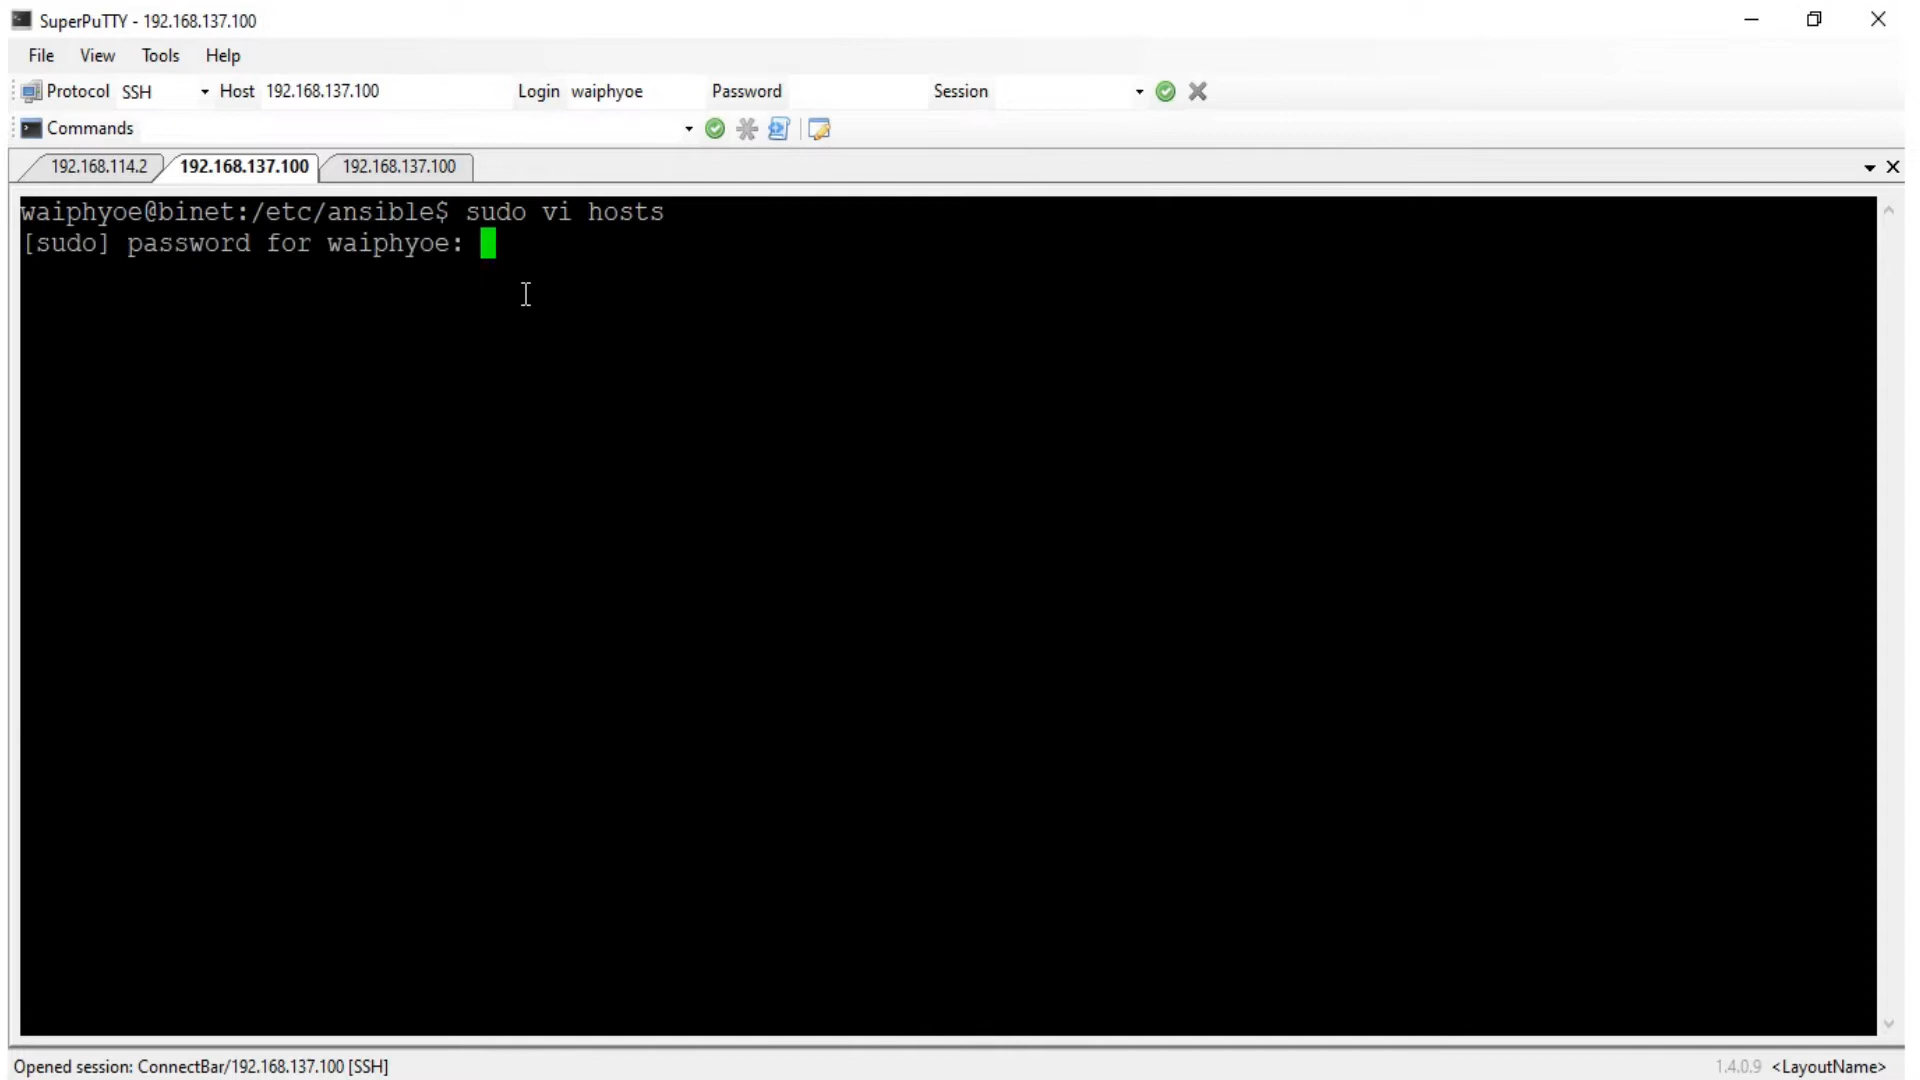 SuperPuTTY - 192.168.137.100
File View Tools Help
Protocol SSH Host 192.168.137.100 Login waiphyoe Password Session
Commands
192.168.114.2 192.168.137.100 192.168.137.100
waiphyoe@binet:/etc/ansible$ sudo vi hosts
[sudo] password for waiphyoe:
Opened session: ConnectBar/192.168.137.100 [SSH] 1.4.0.9 <LayoutName>